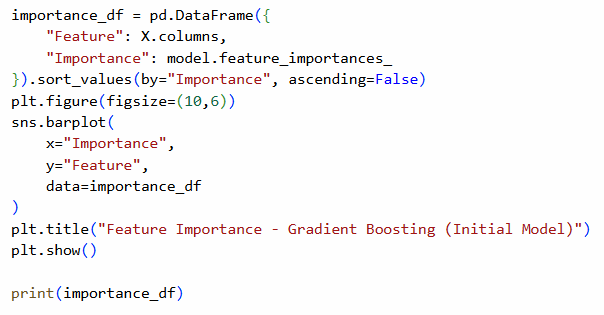 importance_df = pd.DataFrame({
    "Feature": X.columns,
    "Importance": model.feature_importances_
}).sort_values(by="Importance", ascending=False)
plt.figure(figsize=(10,6))
sns.barplot(
    x="Importance",
    y="Feature",
    data=importance_df
)
plt.title("Feature Importance - Gradient Boosting (Initial Model)")
plt.show()

print(importance_df)